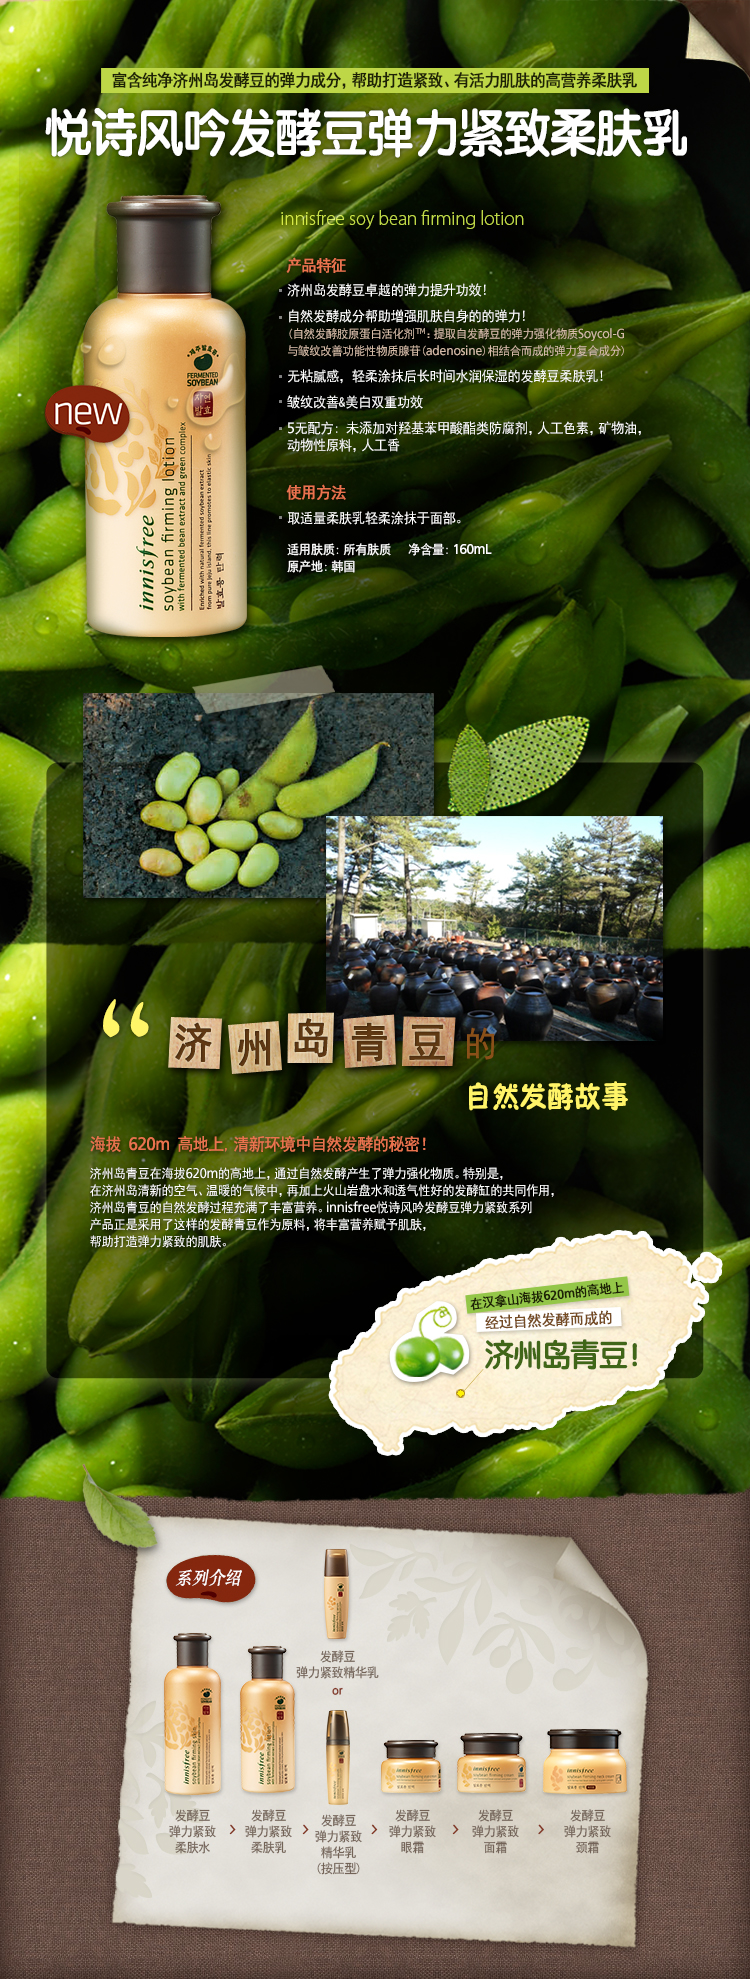 富含纯净济州岛发酵豆的弹力成分，帮助打造紧致、有活力肌肤的高营养柔肤乳
悦诗风吟发酵豆弹力紧致柔肤乳
innisfree soy bean firming lotion
产品特征
· 济州岛发酵豆卓越的弹力提升功效！
· 自然发酵成分帮助增强肌肤自身的的弹力！
（自然发酵胶原蛋白活化剂™：提取自发酵豆的弹力强化物质Soycol-G
与皱纹改善功能性物质腺苷（adenosine）相结合而成的弹力复合成分）
· 无粘腻感，轻柔涂抹后长时间水润保湿的发酵豆柔肤乳！
· 皱纹改善&美白双重功效
· 5无配方：未添加对羟基苯甲酸酯类防腐剂，人工色素，矿物油，
动物性原料，人工香
使用方法
· 取适量柔肤乳轻柔涂抹于面部。
适用肤质：所有肤质 净含量：160mL
原产地：韩国
new
FERMENTED
SOYBEAN
자연
발효
innisfree
soybean firming lotion
with fermented bean extract and green complex
Enriched with natural fermented soybean extract
from pure jeju island, this line promotes to elastic skin
발효콩 탄력
“ 济州岛青豆的
自然发酵故事
海拔 620m 高地上，清新环境中自然发酵的秘密！
济州岛青豆在海拔620m的高地上，通过自然发酵产生了弹力强化物质。特别是，
在济州岛清新的空气、温暖的气候中，再加上火山岩盘水和透气性好的发酵缸的共同作用，
济州岛青豆的自然发酵过程充满了丰富营养。innisfree悦诗风吟发酵豆弹力紧致系列
产品正是采用了这样的发酵青豆作为原料，将丰富营养赋予肌肤，
帮助打造弹力紧致的肌肤。
在汉拿山海拔620m的高地上
经过自然发酵而成的
济州岛青豆！
系列介绍
发酵豆
弹力紧致精华乳
or
发酵豆
弹力紧致
柔肤水
>
发酵豆
弹力紧致
柔肤乳
>
发酵豆
弹力紧致
精华乳
（按压型）
>
发酵豆
弹力紧致
眼霜
>
发酵豆
弹力紧致
面霜
>
发酵豆
弹力紧致
颈霜